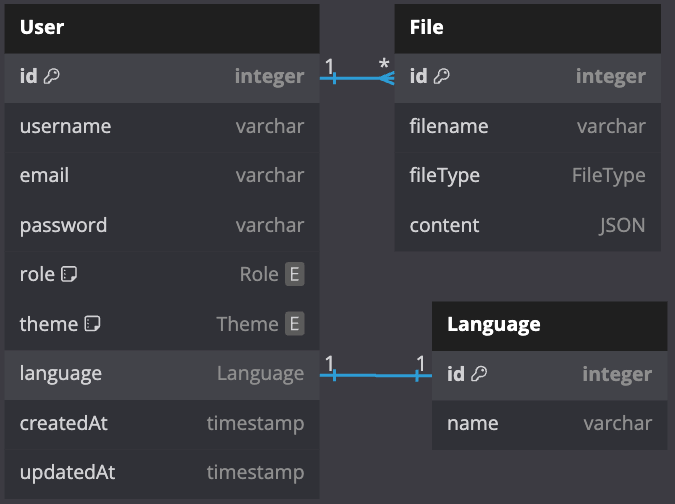 User
id integer
username varchar
email varchar
password varchar
role Role E
theme Theme E
language Language
createdAt timestamp
updatedAt timestamp
1 *
File
id integer
filename varchar
fileType FileType
content JSON
1 1
Language
id integer
name varchar